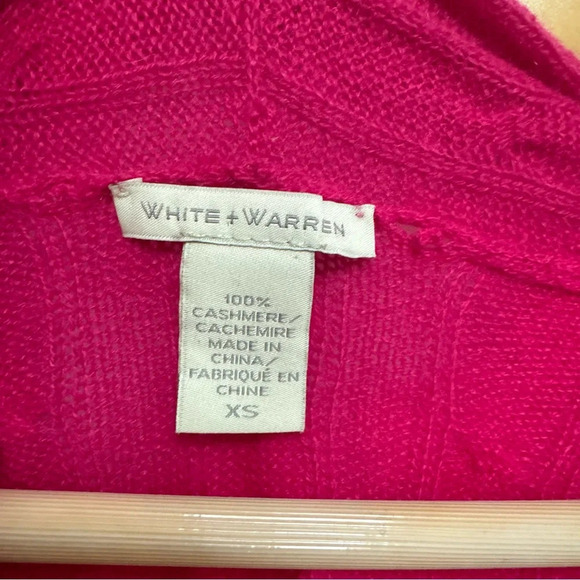 WHITE + WARREN
100%
CASHMERE/
CACHEMIRE
MADE IN
CHINA/
FABRIQUÉ EN
CHINE
XS